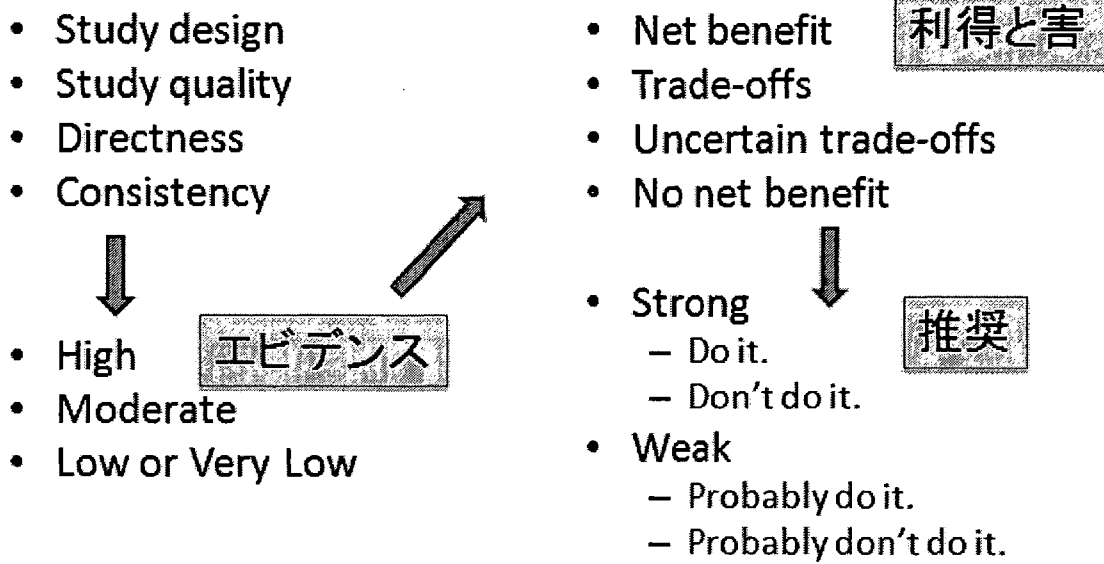 • Study design
• Study quality
• Directness
• Consistency
• High
エビデンス
• Moderate
• Low or Very Low
• Net benefit
利得と害
• Trade-offs
• Uncertain trade-offs
• No net benefit
• Strong
推奨
– Do it.
– Don't do it.
• Weak
– Probably do it.
– Probably don't do it.